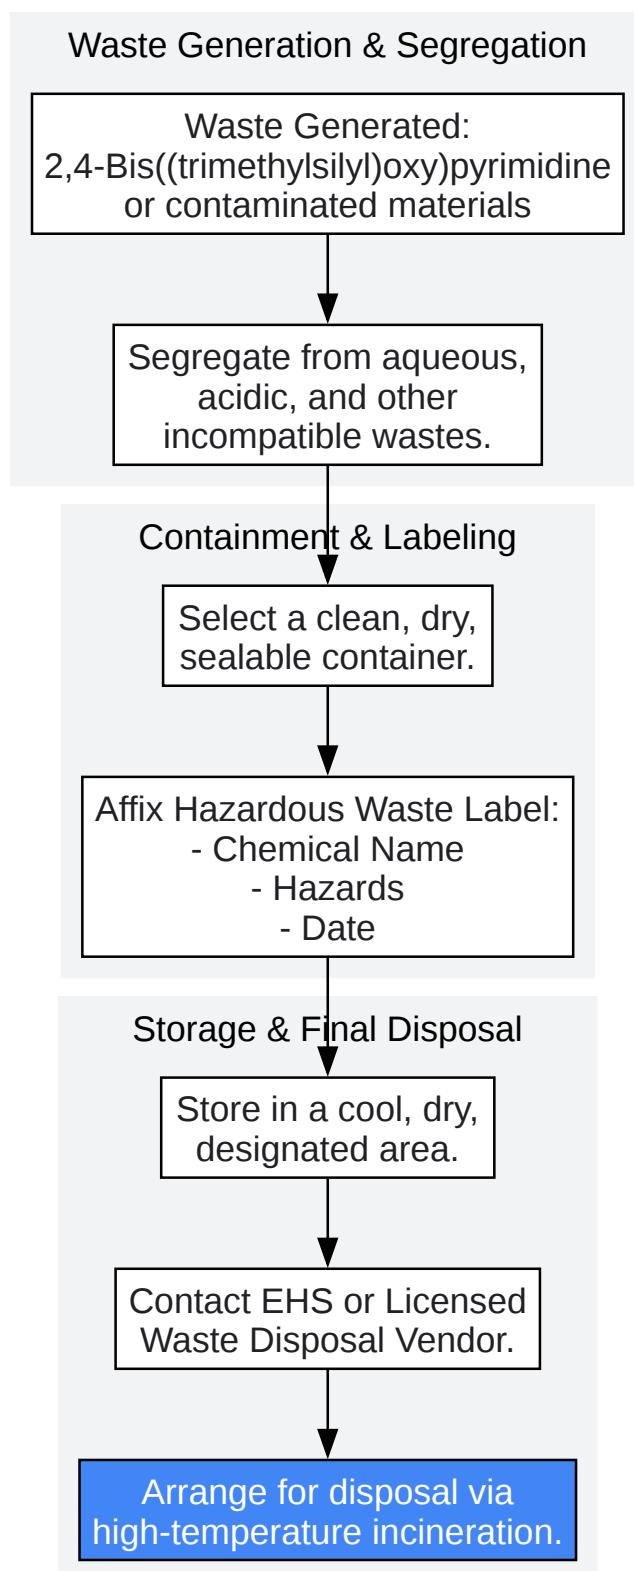 Waste Generation & Segregation
Waste Generated:
2,4-Bis((trimethylsilyl)oxy)pyrimidine
or contaminated materials
Segregate from aqueous,
acidic, and other
incompatible wastes.
Containment & Labeling
Select a clean, dry,
sealable container.
Affix Hazardous Waste Label:
- Chemical Name
- Hazards
- Date
Storage & Final Disposal
Store in a cool, dry,
designated area.
Contact EHS or Licensed
Waste Disposal Vendor.
Arrange for disposal via
high-temperature incineration.